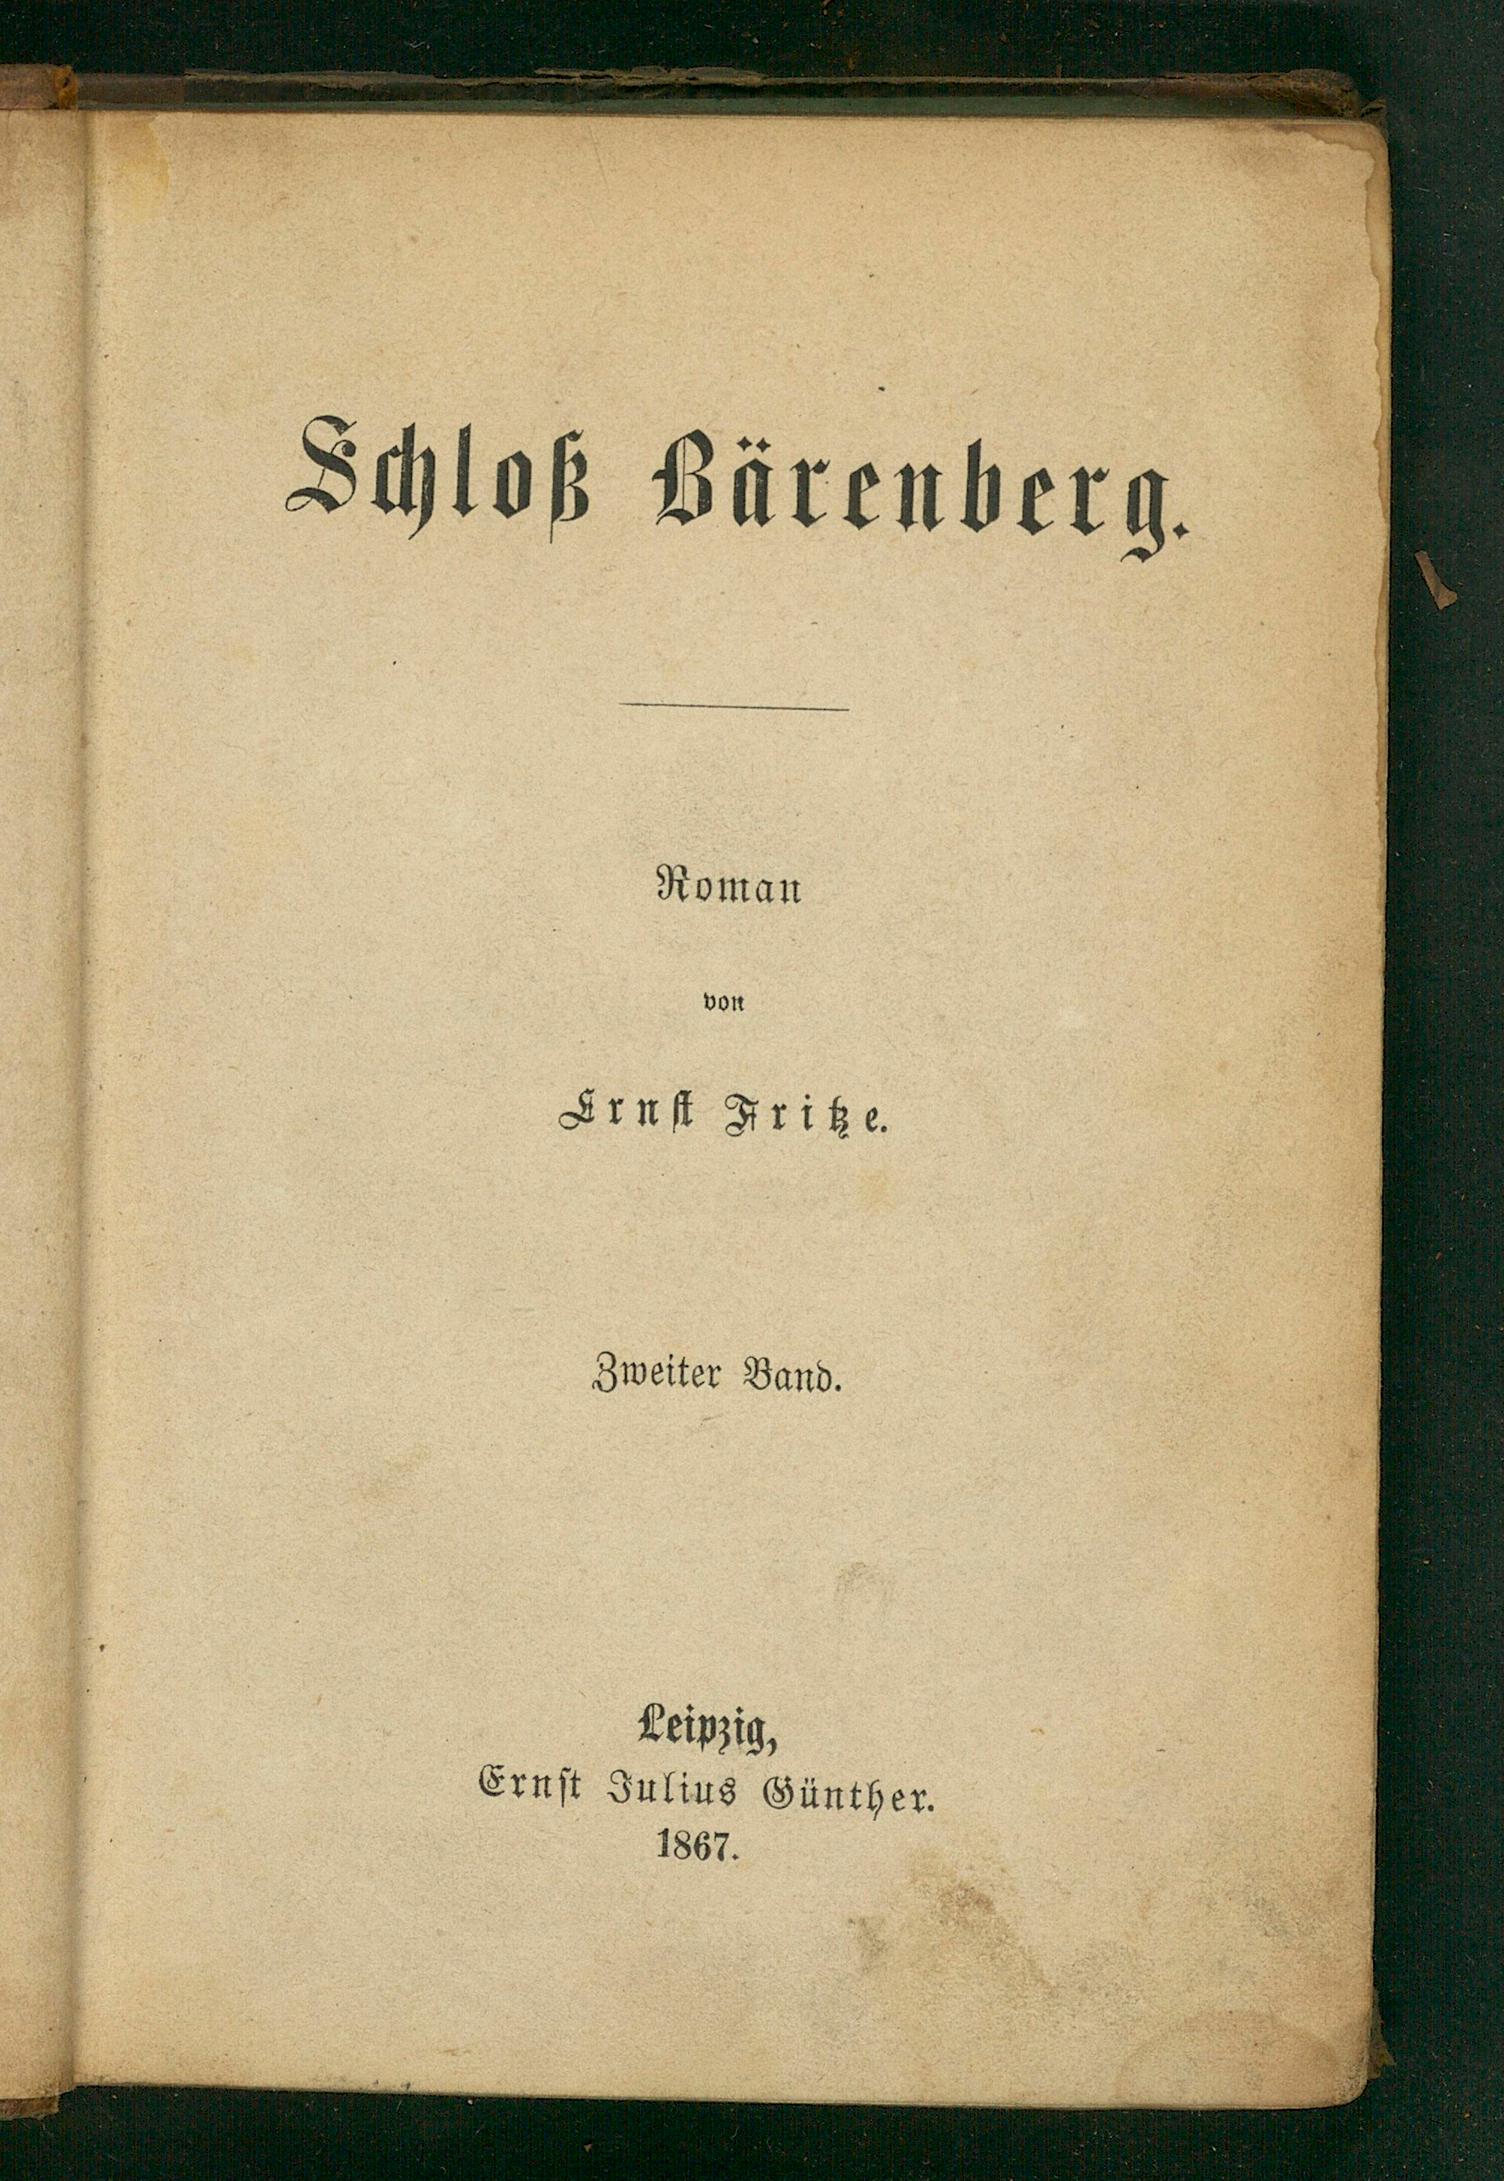 Schloß Bärenberg.
Roman
von
Ernst Fritze.
Zweiter Band.
Leipzig,
Ernst Julius Günther.
1867.